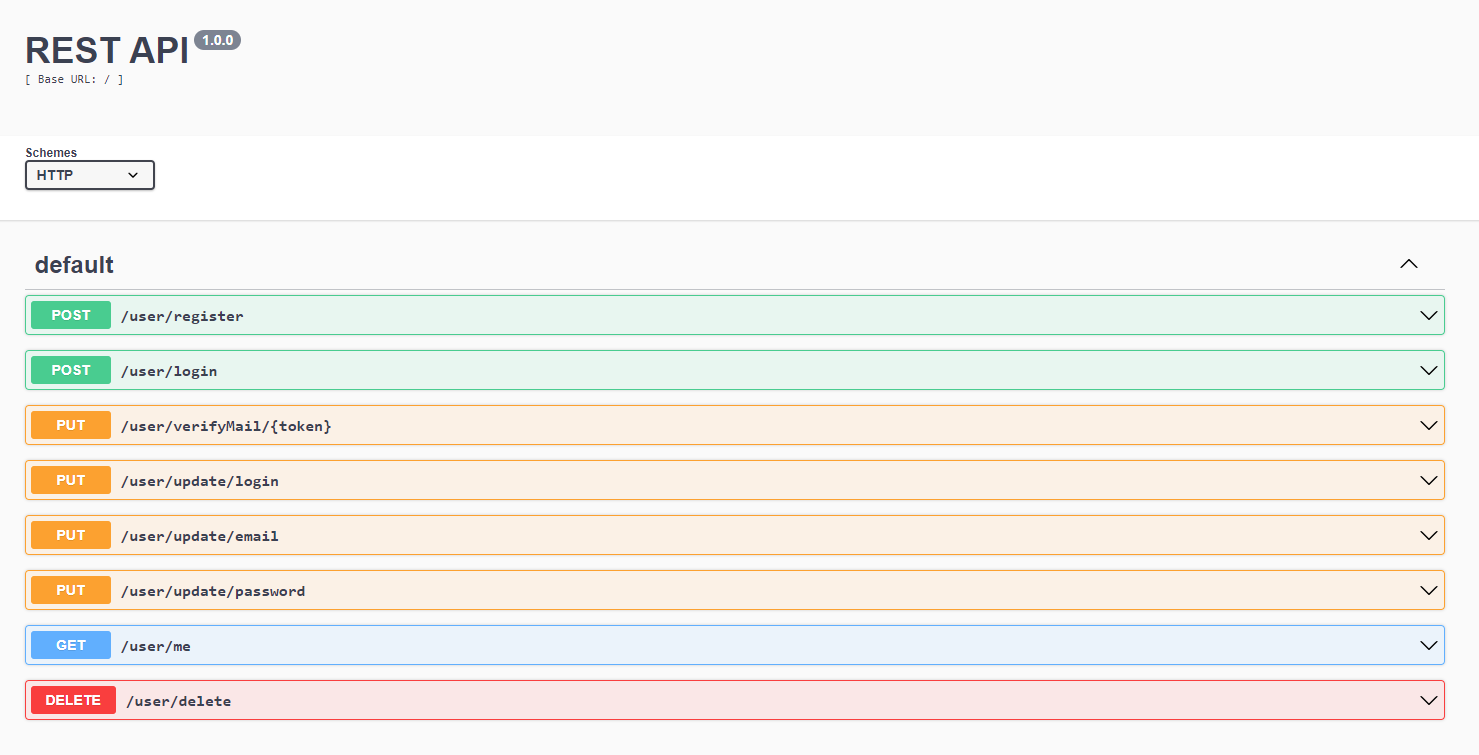 REST API 1.0.0
[ Base URL: / ]
Schemes
HTTP
default
POST /user/register
POST /user/login
PUT /user/verifyMail/{token}
PUT /user/update/login
PUT /user/update/email
PUT /user/update/password
GET /user/me
DELETE /user/delete